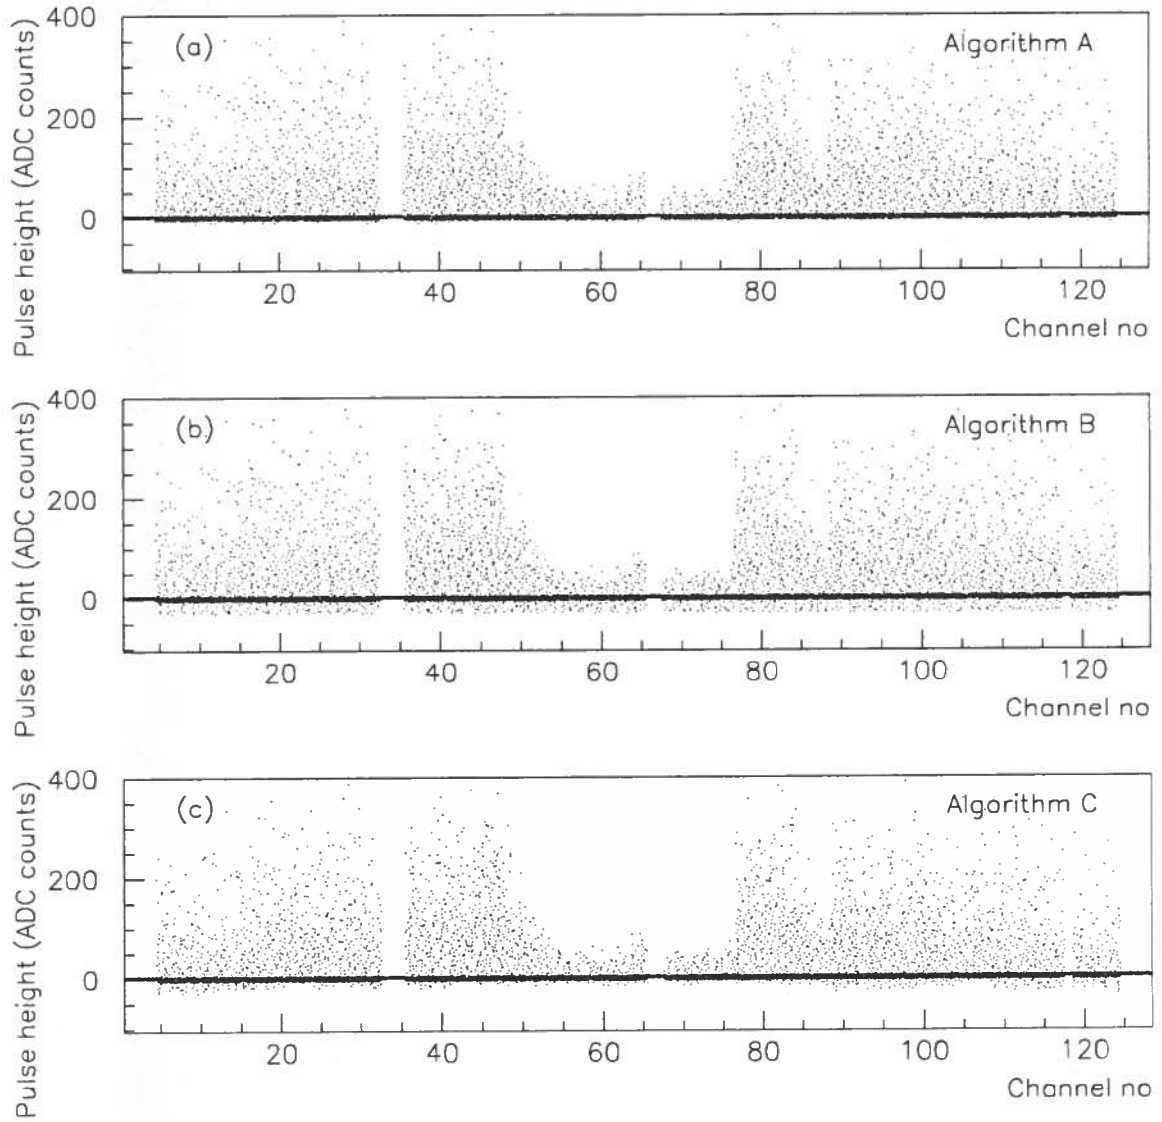 400
(a)
Algorithm A
200
0
Pulse height (ADC counts)
20 40 60 80 100 120
Channel no
400
(b)
Algorithm B
200
0
Pulse height (ADC counts)
20 40 60 80 100 120
Channel no
400
(c)
Algorithm C
200
0
Pulse height (ADC counts)
20 40 60 80 100 120
Channel no